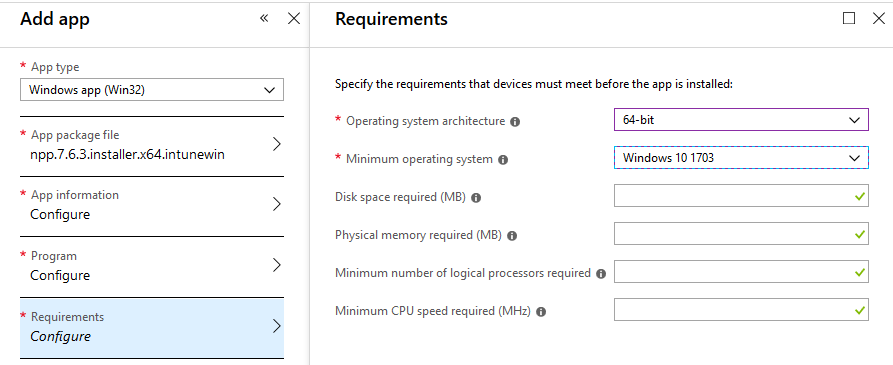 Add app
«
* App type
Windows app (Win32)
* App package file
npp.7.6.3.installer.x64.intunewin
* App information
Configure
* Program
Configure
* Requirements
Configure
Requirements
Specify the requirements that devices must meet before the app is installed:
* Operating system architecture
64-bit
* Minimum operating system
Windows 10 1703
Disk space required (MB)
Physical memory required (MB)
Minimum number of logical processors required
Minimum CPU speed required (MHz)